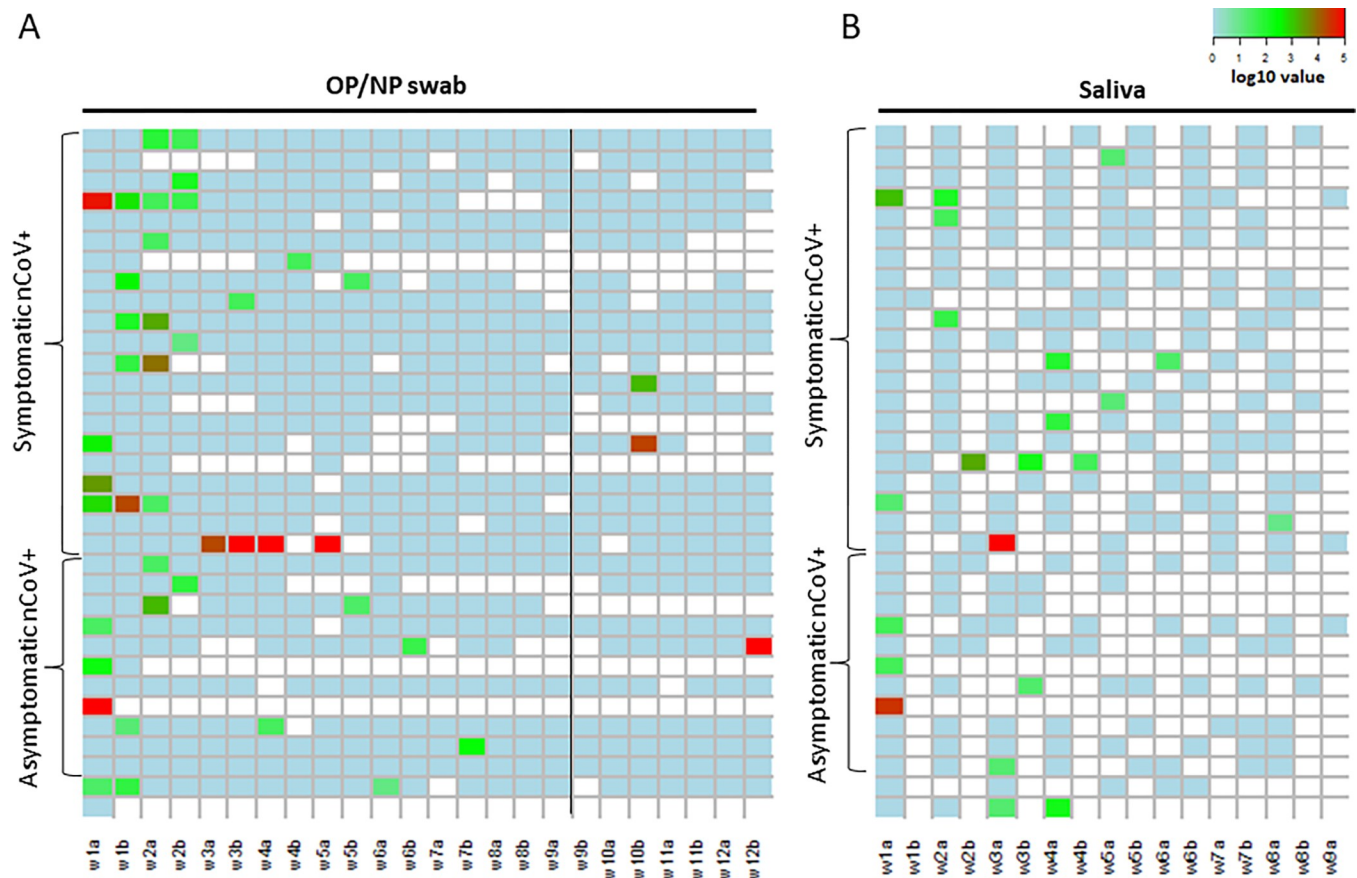 A
B
0 1 2 3 4 5
log10 value
OP/NP swab
Saliva
Symptomatic nCoV+
Asymptomatic nCoV+
Symptomatic nCoV+
Asymptomatic nCoV+
w1a w1b w2a w2b w3a w3b w4a w4b w5a w5b w6a w6b w7a w7b w8a w8b w9a w9b w10a w10b w11a w11b w12a w12b
w1a w1b w2a w2b w3a w3b w4a w4b w5a w5b w6a w6b w7a w7b w8a w8b w9a